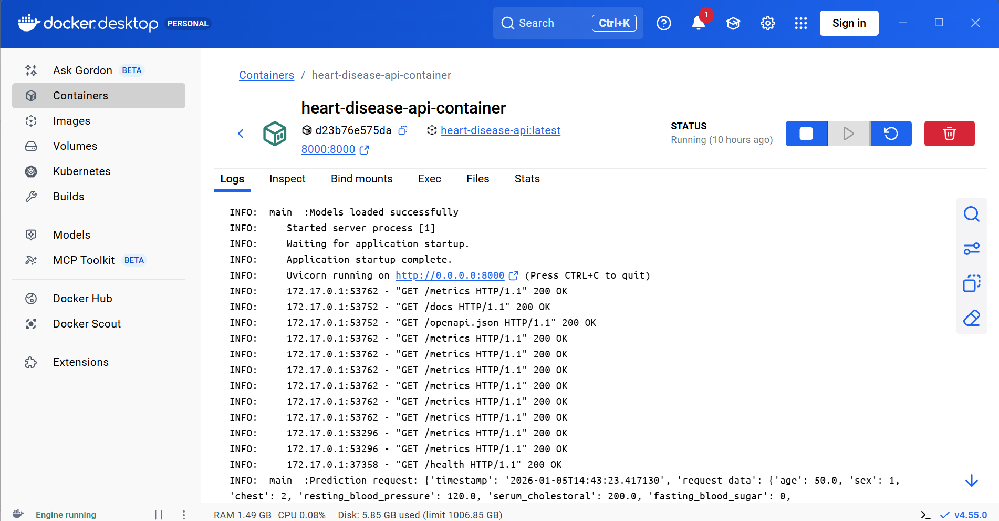 docker desktop PERSONAL
Search Ctrl+K
1
Sign in
Ask Gordon BETA
Containers
Images
Volumes
Kubernetes
Builds
Models
MCP Toolkit BETA
Docker Hub
Docker Scout
Extensions
Containers / heart-disease-api-container
heart-disease-api-container
d23b76e575da heart-disease-api:latest
8000:8000
STATUS
Running (10 hours ago)
Logs Inspect Bind mounts Exec Files Stats
INFO:__main__:Models loaded successfully
INFO: Started server process [1]
INFO: Waiting for application startup.
INFO: Application startup complete.
INFO: Uvicorn running on http://0.0.0.0:8000 (Press CTRL+C to quit)
INFO: 172.17.0.1:53762 - "GET /metrics HTTP/1.1" 200 OK
INFO: 172.17.0.1:53752 - "GET /docs HTTP/1.1" 200 OK
INFO: 172.17.0.1:53752 - "GET /openapi.json HTTP/1.1" 200 OK
INFO: 172.17.0.1:53762 - "GET /metrics HTTP/1.1" 200 OK
INFO: 172.17.0.1:53762 - "GET /metrics HTTP/1.1" 200 OK
INFO: 172.17.0.1:53762 - "GET /metrics HTTP/1.1" 200 OK
INFO: 172.17.0.1:53762 - "GET /metrics HTTP/1.1" 200 OK
INFO: 172.17.0.1:53762 - "GET /metrics HTTP/1.1" 200 OK
INFO: 172.17.0.1:53762 - "GET /metrics HTTP/1.1" 200 OK
INFO: 172.17.0.1:53296 - "GET /metrics HTTP/1.1" 200 OK
INFO: 172.17.0.1:53296 - "GET /metrics HTTP/1.1" 200 OK
INFO: 172.17.0.1:37358 - "GET /health HTTP/1.1" 200 OK
INFO:__main__:Prediction request: {'timestamp': '2026-01-05T14:43:23.417130', 'request_data': {'age': 50.0, 'sex': 1,
'chest': 2, 'resting_blood_pressure': 120.0, 'serum_cholestoral': 200.0, 'fasting_blood_sugar': 0,
Engine running
RAM 1.49 GB CPU 0.08% Disk: 5.85 GB used (limit 1006.85 GB)
v4.55.0